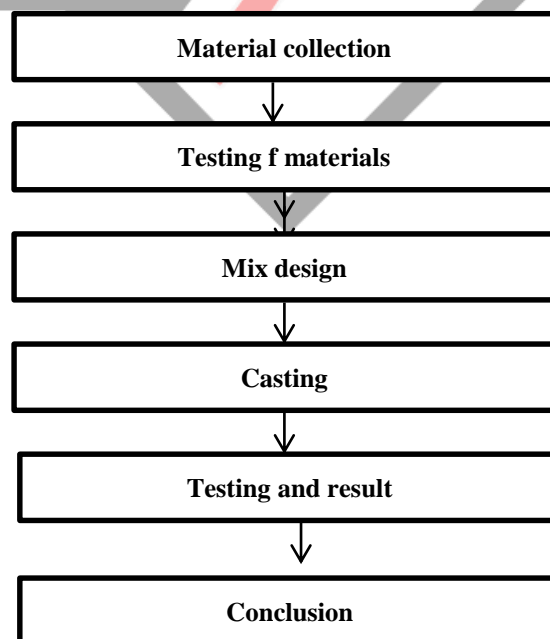 Material collection
Testing f materials
Mix design
Casting
Testing and result
Conclusion